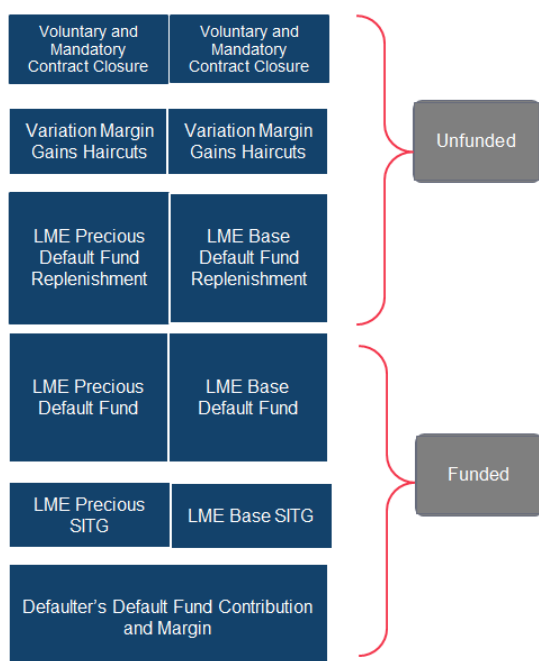 Voluntary and
Mandatory
Contract Closure
Voluntary and
Mandatory
Contract Closure
Variation Margin
Gains Haircuts
Variation Margin
Gains Haircuts
Unfunded
LME Precious
Default Fund
Replenishment
LME Base
Default Fund
Replenishment
LME Precious
Default Fund
LME Base
Default Fund
Funded
LME Precious
SITG
LME Base SITG
Defaulter's Default Fund Contribution
and Margin